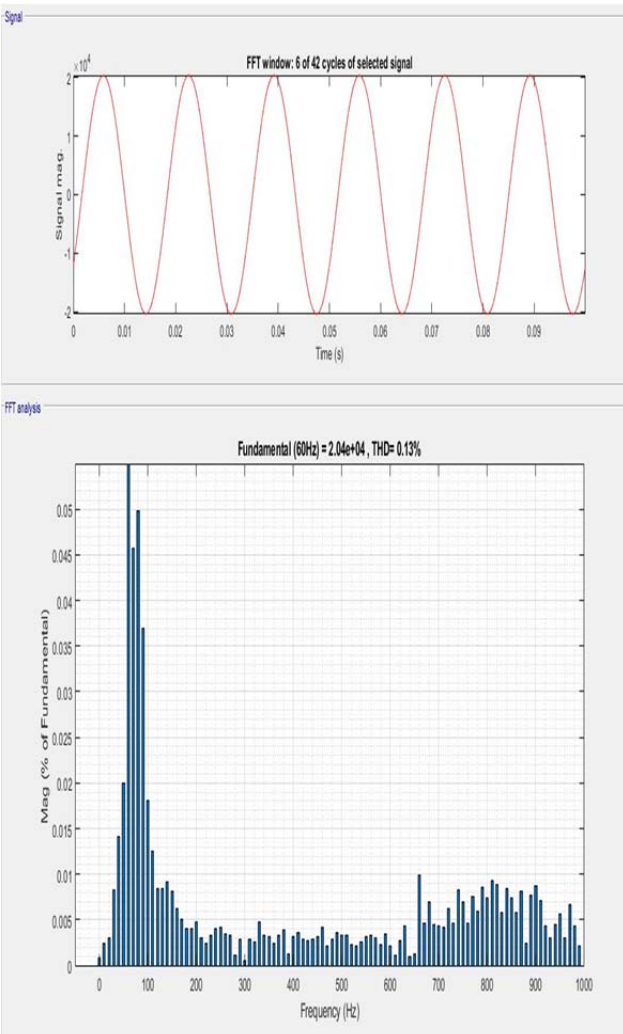 Signal
FFT window: 6 of 42 cycles of selected signal
×10⁴
2
1
0
-1
-2
Signal mag.
0 0.01 0.02 0.03 0.04 0.05 0.06 0.07 0.08 0.09
Time (s)
FFT analysis
Fundamental (60Hz) = 2.04e+04 , THD= 0.13%
0.05
0.045
0.04
0.035
0.03
0.025
0.02
0.015
0.01
0.005
0
Mag (% of Fundamental)
0 100 200 300 400 500 600 700 800 900 1000
Frequency (Hz)